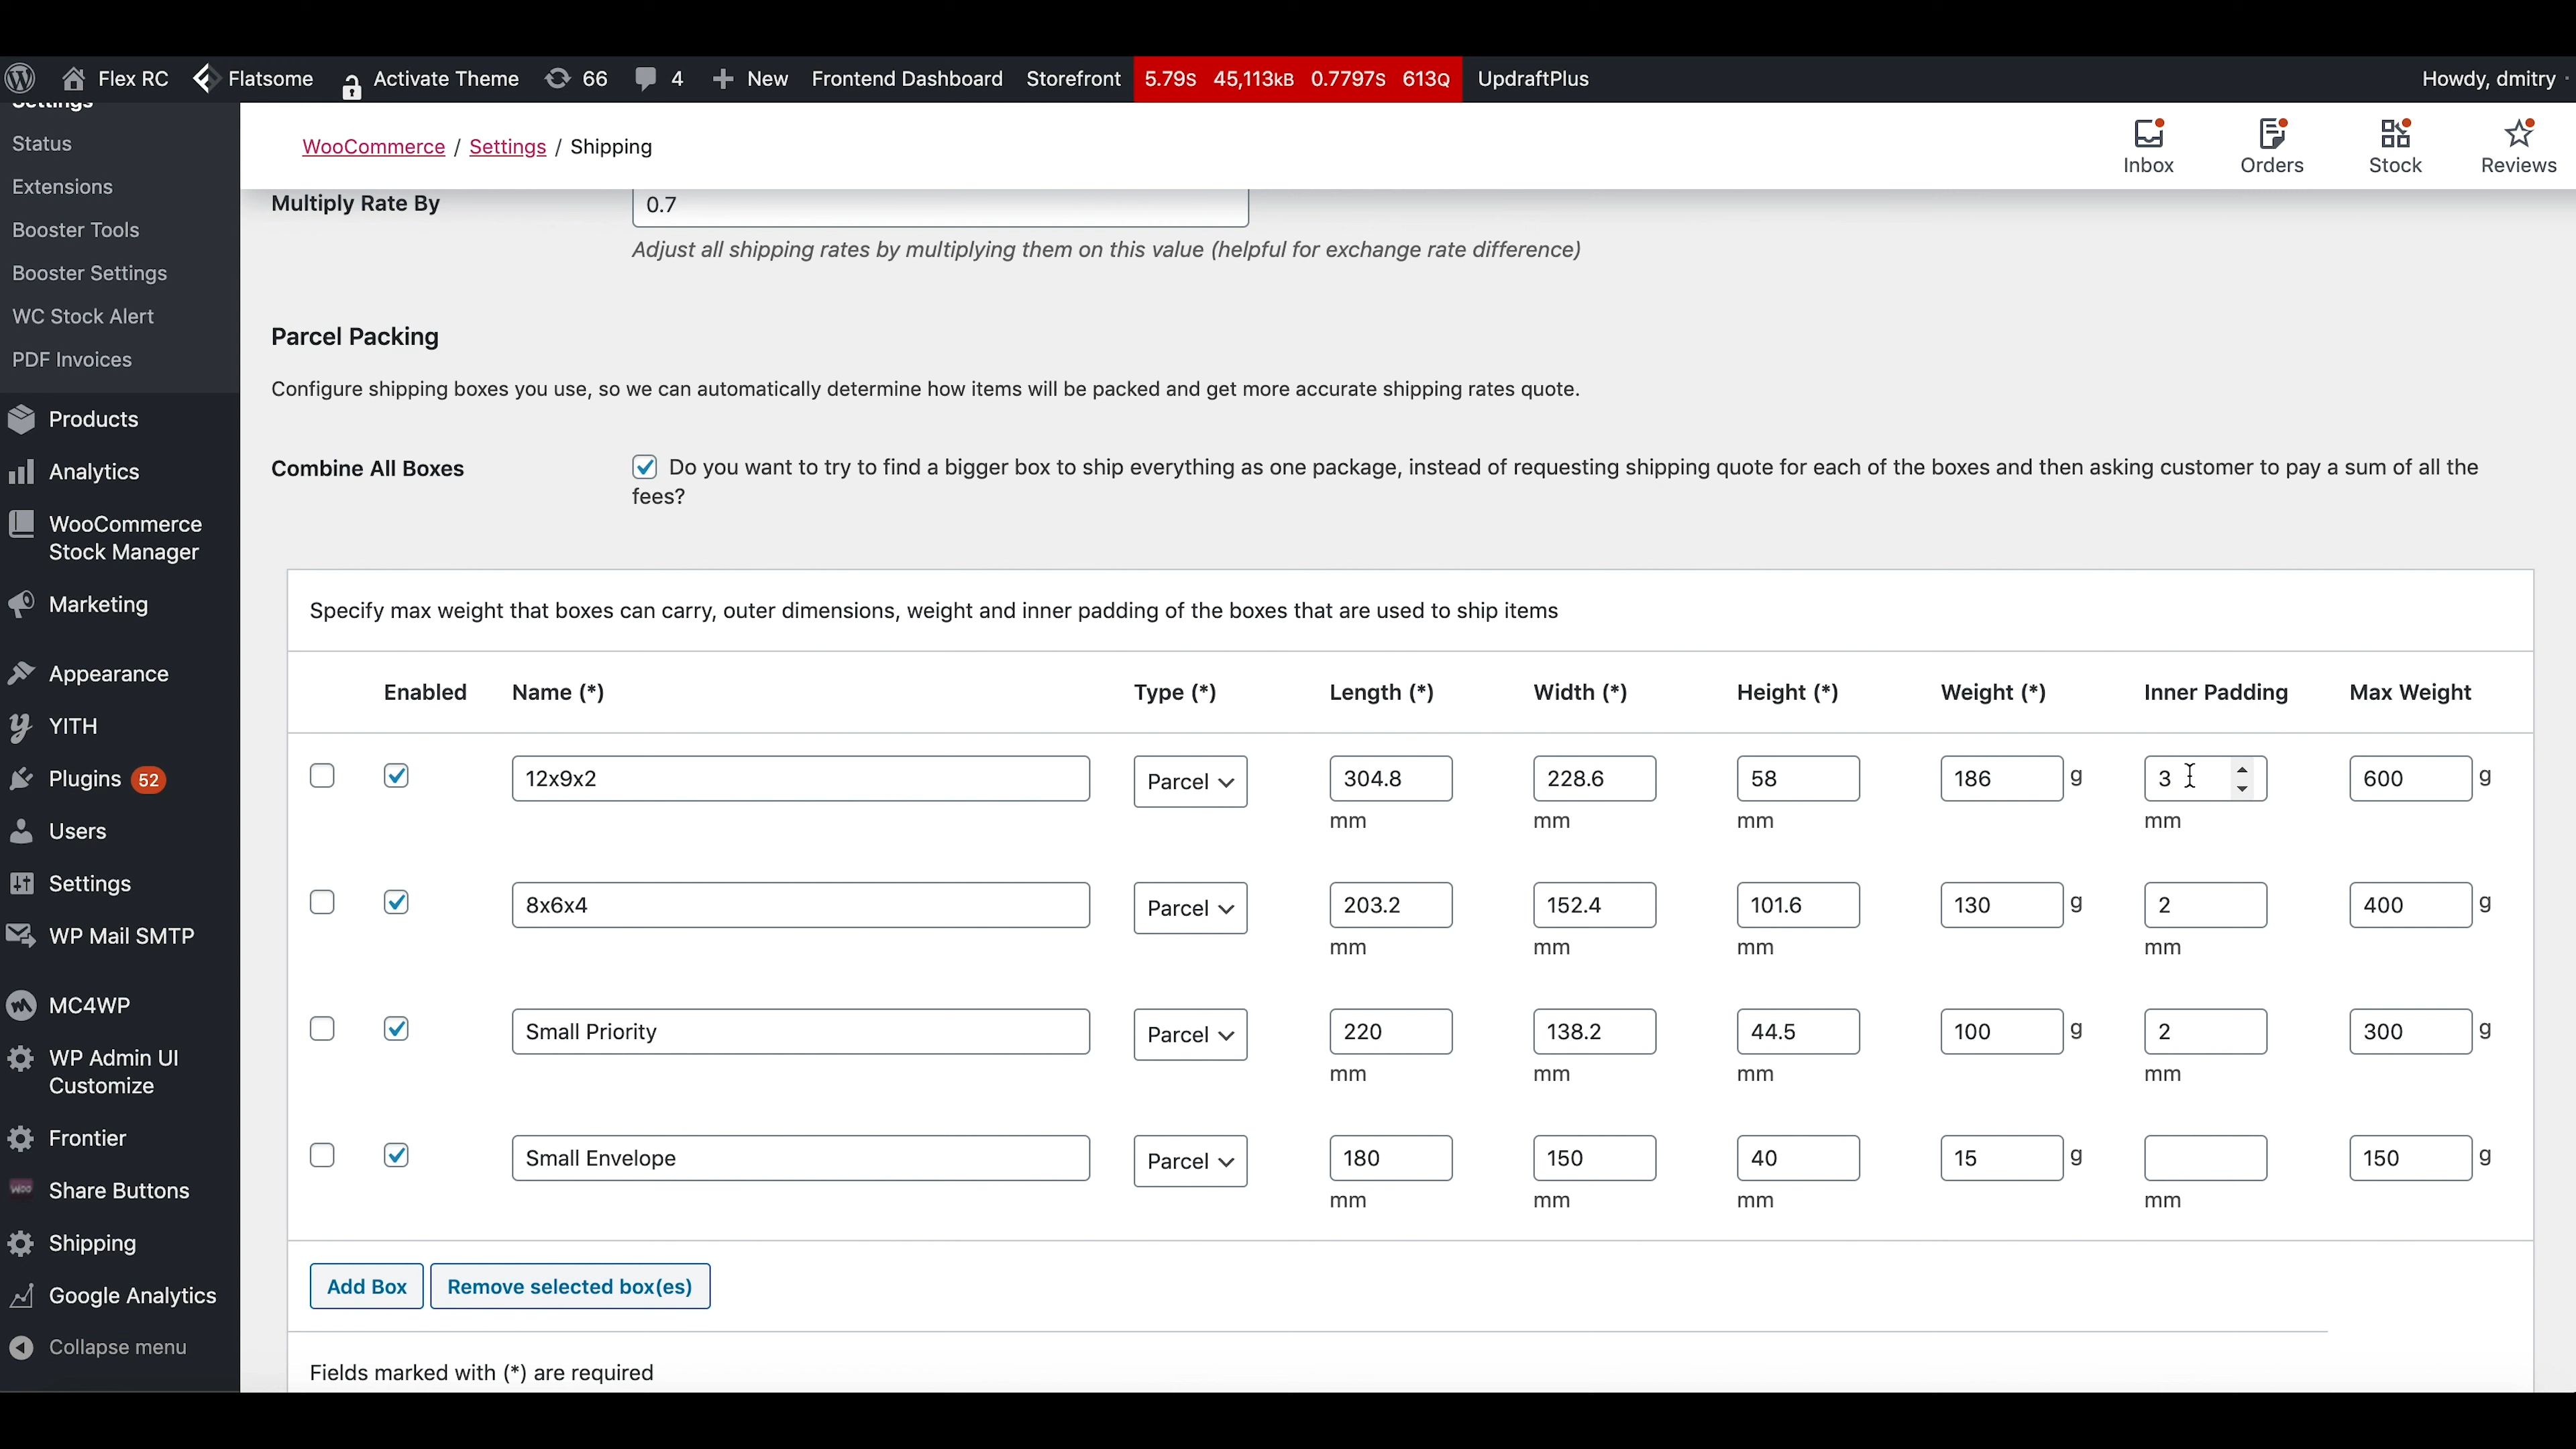 Flex RC Flatsome Activate Theme 66 4 New Frontend Dashboard Storefront 5.79S 45,113KB 0.7797S 613Q UpdraftPlus Howdy, dmitry
Settings
Status
Extensions
Booster Tools
Booster Settings
WC Stock Alert
PDF Invoices
Products
Analytics
WooCommerce
Stock Manager
Marketing
Appearance
YITH
Plugins 52
Users
Settings
WP Mail SMTP
MC4WP
WP Admin UI
Customize
Frontier
Share Buttons
Shipping
Google Analytics
Collapse menu
WooCommerce / Settings / Shipping
Inbox Orders Stock Reviews
Multiply Rate By 0.7
Adjust all shipping rates by multiplying them on this value (helpful for exchange rate difference)
Parcel Packing
Configure shipping boxes you use, so we can automatically determine how items will be packed and get more accurate shipping rates quote.
Combine All Boxes Do you want to try to find a bigger box to ship everything as one package, instead of requesting shipping quote for each of the boxes and then asking customer to pay a sum of all the
fees?
Specify max weight that boxes can carry, outer dimensions, weight and inner padding of the boxes that are used to ship items
Enabled Name (*) Type (*) Length (*) Width (*) Height (*) Weight (*) Inner Padding Max Weight
12x9x2 Parcel 304.8 228.6 58 186 g 3 600 g
mm mm mm mm
8x6x4 Parcel 203.2 152.4 101.6 130 g 2 400 g
mm mm mm mm
Small Priority Parcel 220 138.2 44.5 100 g 2 300 g
mm mm mm mm
Small Envelope Parcel 180 150 40 15 g 150 g
mm mm mm mm
Add Box Remove selected box(es)
Fields marked with (*) are required